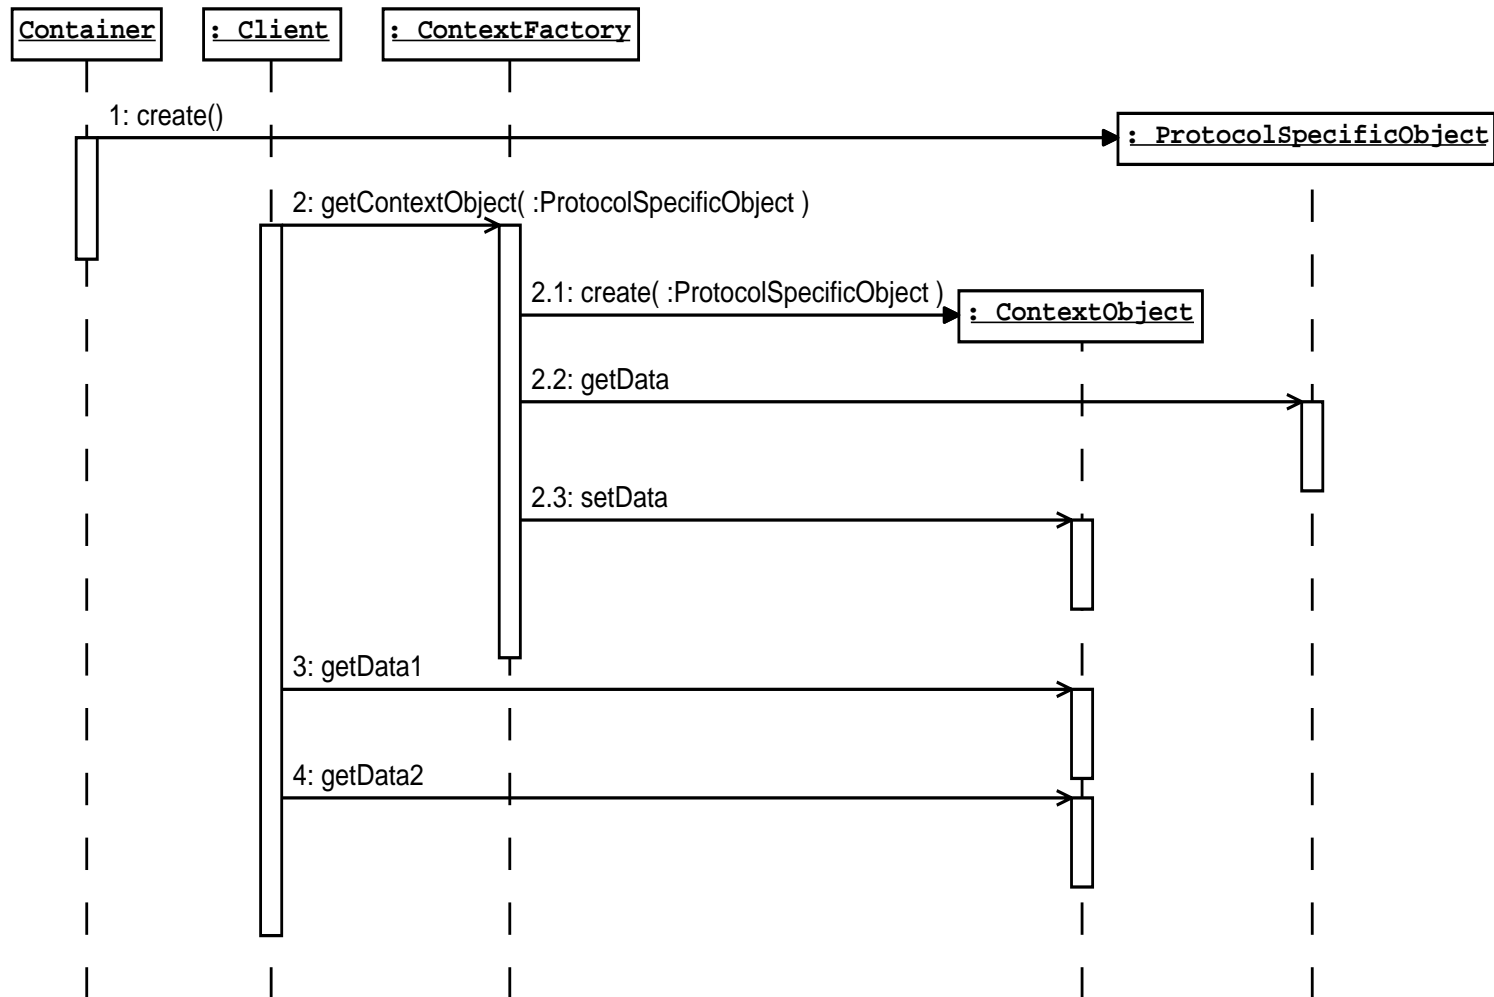 Container
: Client
: ContextFactory
1: create()
: ProtocolSpecificObject
2: getContextObject( :ProtocolSpecificObject )
2.1: create( :ProtocolSpecificObject )
: ContextObject
2.2: getData
2.3: setData
3: getData1
4: getData2